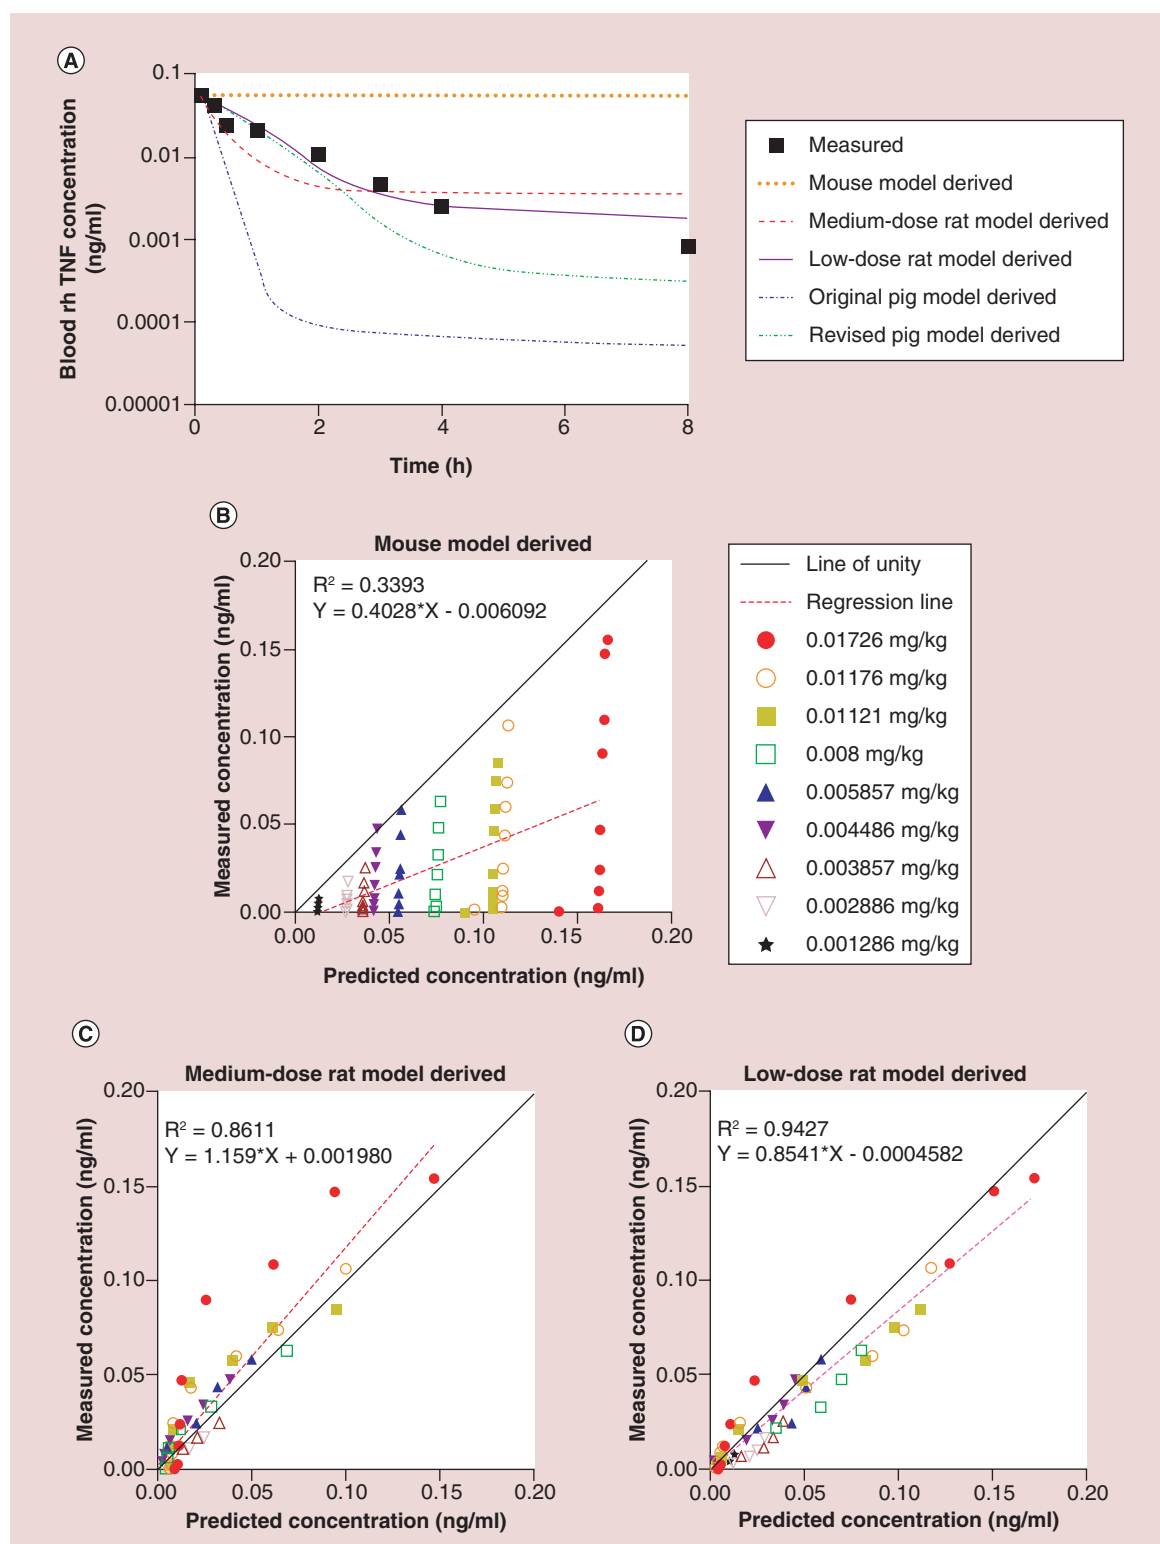 A
Blood rh TNF concentration
(ng/ml)
0.1
0.01
0.001
0.0001
0.00001
0 2 4 6 8
Time (h)
Measured
Mouse model derived
Medium-dose rat model derived
Low-dose rat model derived
Original pig model derived
Revised pig model derived
B
Mouse model derived
Measured concentration (ng/ml)
0.20
0.15
0.10
0.05
0.00
R² = 0.3393
Y = 0.4028*X - 0.006092
0.00 0.05 0.10 0.15 0.20
Predicted concentration (ng/ml)
Line of unity
Regression line
0.01726 mg/kg
0.01176 mg/kg
0.01121 mg/kg
0.008 mg/kg
0.005857 mg/kg
0.004486 mg/kg
0.003857 mg/kg
0.002886 mg/kg
0.001286 mg/kg
C
Medium-dose rat model derived
Measured concentration (ng/ml)
0.20
0.15
0.10
0.05
0.00
R² = 0.8611
Y = 1.159*X + 0.001980
0.00 0.05 0.10 0.15 0.20
Predicted concentration (ng/ml)
D
Low-dose rat model derived
Measured concentration (ng/ml)
0.20
0.15
0.10
0.05
0.00
R² = 0.9427
Y = 0.8541*X - 0.0004582
0.00 0.05 0.10 0.15 0.20
Predicted concentration (ng/ml)